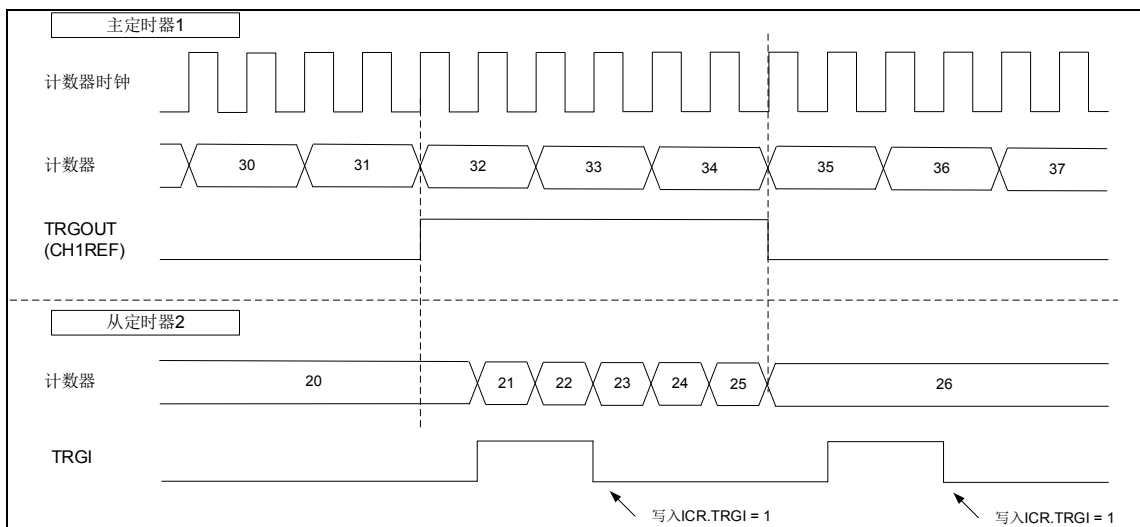 主定时器1
计数器时钟
计数器
30 31 32 33 34 35 36 37
TRGOUT
(CH1REF)
从定时器2
计数器
20 21 22 23 24 25 26
TRGI
写入ICR.TRGI = 1 写入ICR.TRGI = 1